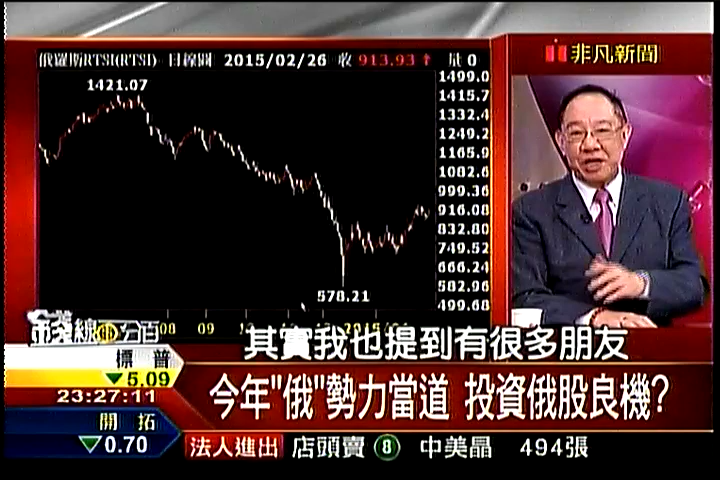 俄羅斯RTSI(RTSI) 日線圖 2015/02/26 收 913.93↑ 量 0
非凡新聞
1499.0
1421.07
1415.7
1332.4
1249.2
1165.9
1082.6
999.36
916.08
832.80
749.52
666.24
582.96
578.21
499.68
08 09
其實我也提到有很多朋友
標普
▼5.09
今年"俄"勢力當道 投資俄股良機?
23:27:11
開拓
▽0.70
法人進出 店頭賣 8 中美晶 494張